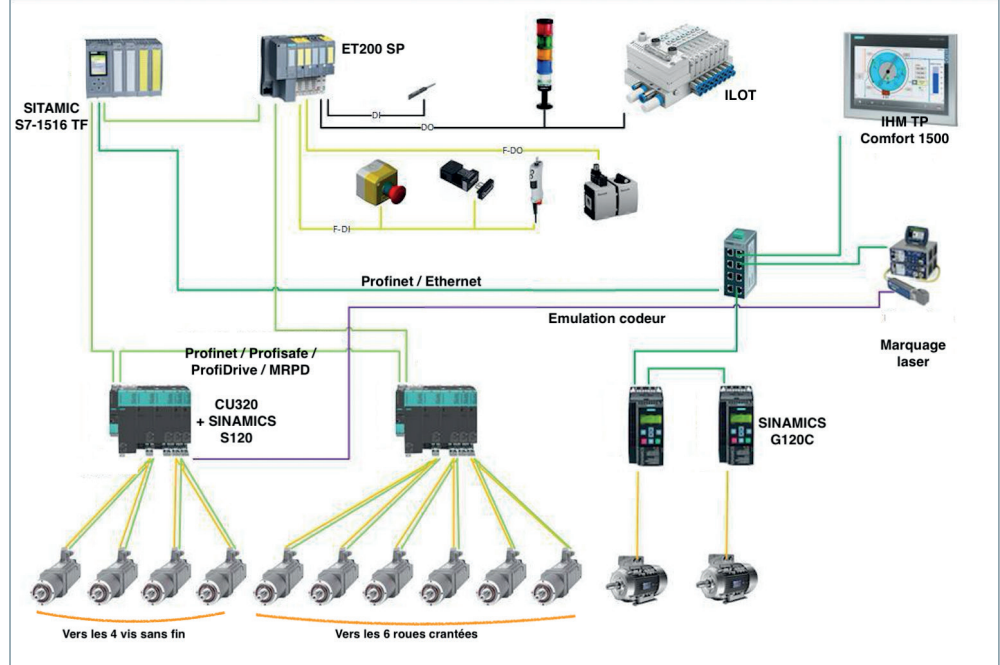 ET200 SP
SITAMIC
S7-1516 TF
ILOT
IHM TP
Comfort 1500
DI
DO
F-DO
F-DI
Profinet / Ethernet
Emulation codeur
Marquage
laser
Profinet / Profisafe /
ProfiDrive / MRPD
CU320
+ SINAMICS
S120
SINAMICS
G120C
Vers les 4 vis sans fin
Vers les 6 roues crantées